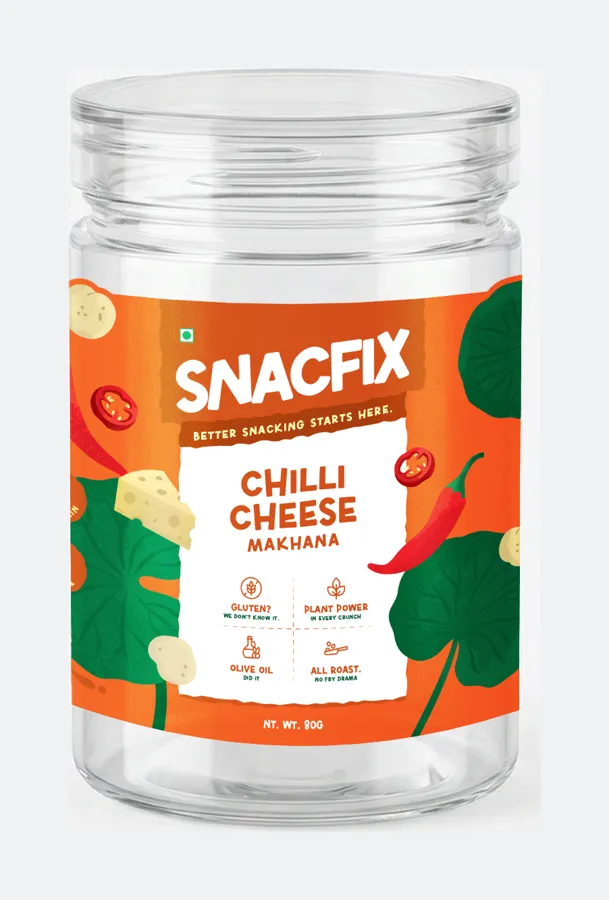 SNACFIX
BETTER SNACKING STARTS HERE.
CHILLI
CHEESE
MAKHANA
GLUTEN?
WE DON'T KNOW IT.
PLANT POWER
IN EVERY CRUNCH
OLIVE OIL
DID IT
ALL ROAST.
NO FRY DRAMA
NT. WT. 80G